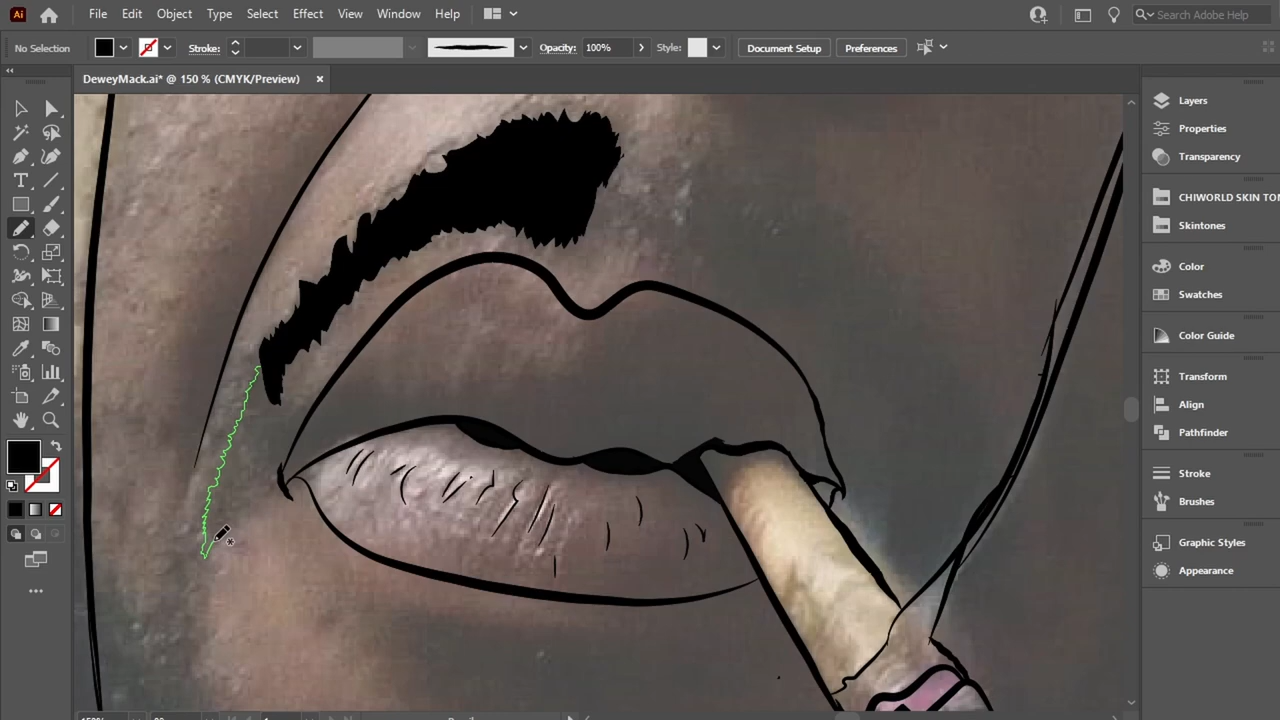 Ai File Edit Object Type Select Effect View Window Help Search Adobe Help
No Selection Stroke: Opacity: 100% Style: Document Setup Preferences
DeweyMack.ai* @ 150 % (CMYK/Preview) ×
Layers
Properties
Transparency
CHIWORLD SKIN TON
Skintones
Color
Swatches
Color Guide
Transform
Align
Pathfinder
Stroke
Brushes
Graphic Styles
Appearance